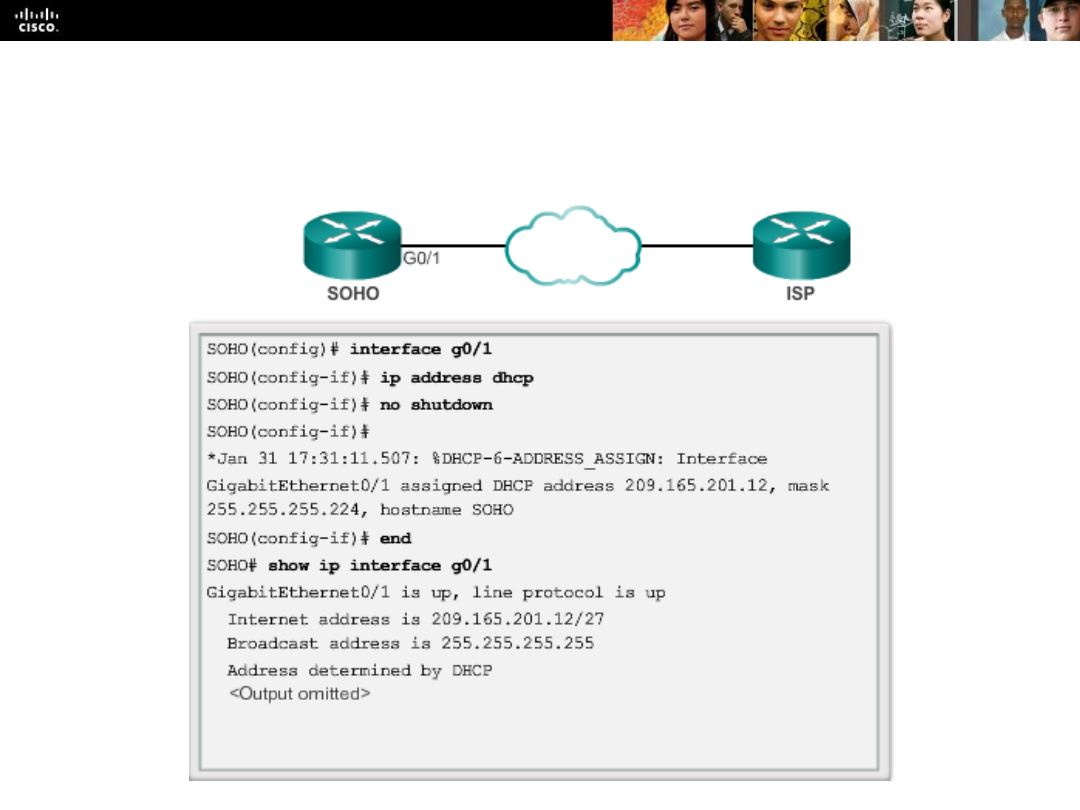 CISCO.
G0/1
SOHO
ISP
SOHO(config)# interface g0/1
SOHO(config-if)# ip address dhcp
SOHO(config-if)# no shutdown
SOHO(config-if)#
*Jan 31 17:31:11.507: %DHCP-6-ADDRESS_ASSIGN: Interface
GigabitEthernet0/1 assigned DHCP address 209.165.201.12, mask
255.255.255.224, hostname SOHO
SOHO(config-if)# end
SOHO# show ip interface g0/1
GigabitEthernet0/1 is up, line protocol is up
Internet address is 209.165.201.12/27
Broadcast address is 255.255.255.255
Address determined by DHCP
<Output omitted>